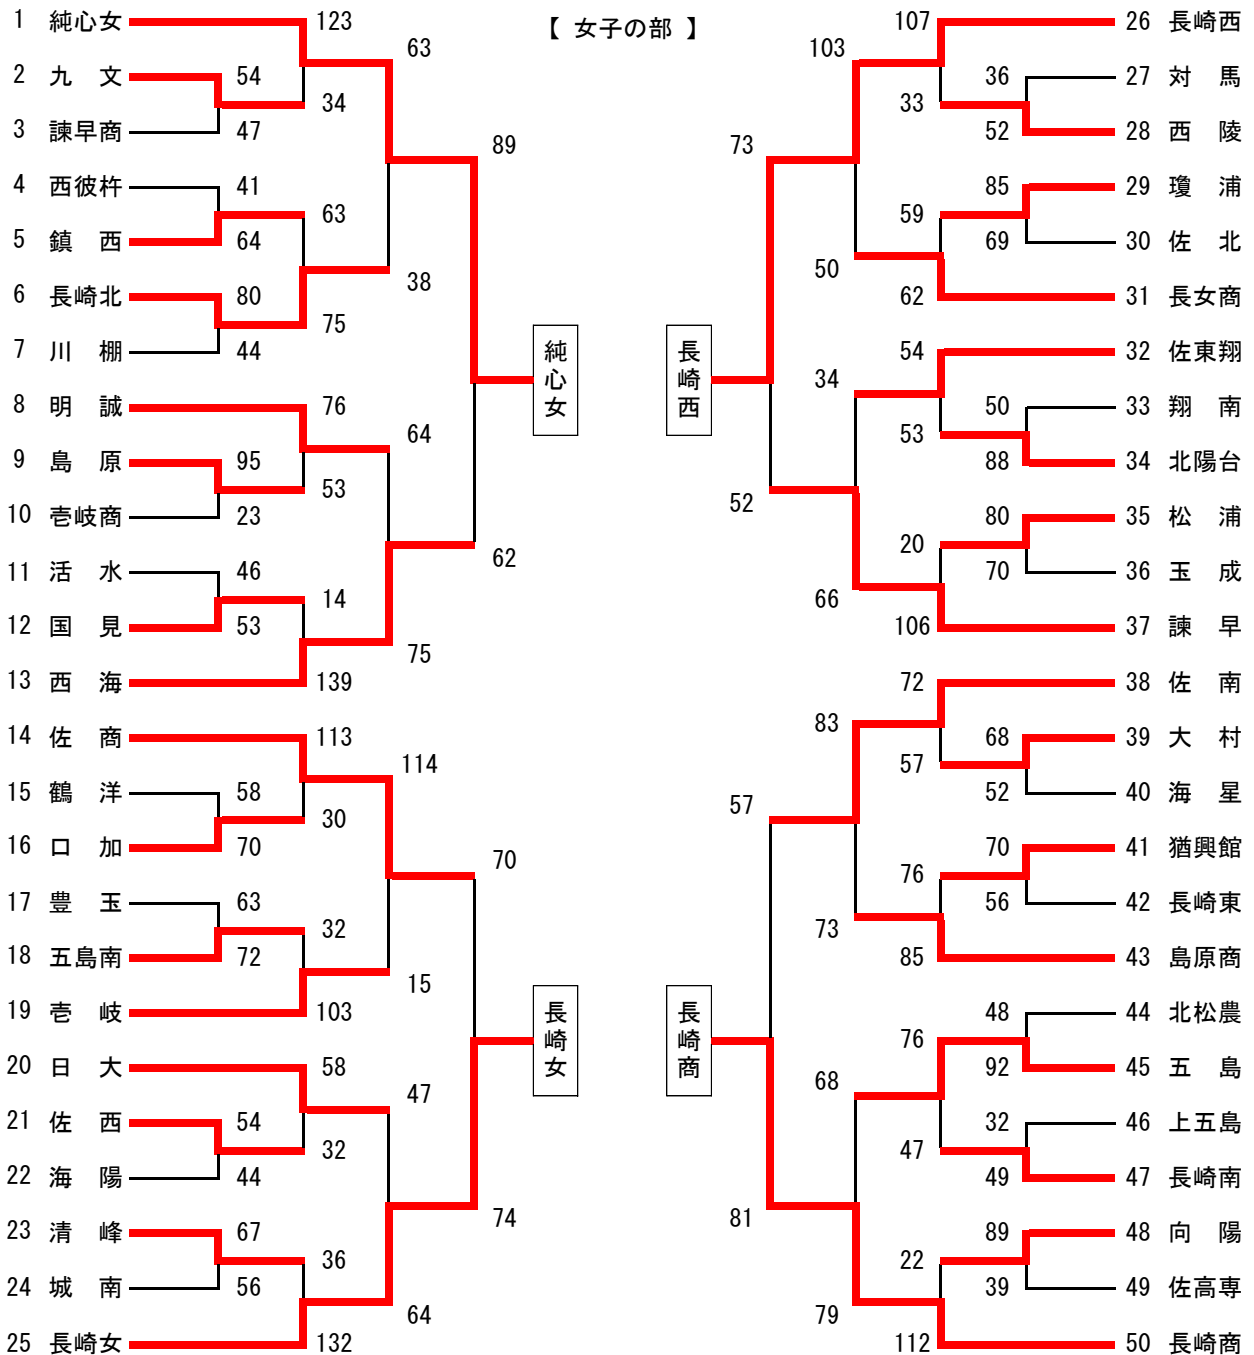 【 女子の部 】
1 純心女 123
2 九 文 54
63
34
3 諫早商 47
89
4 西彼杵 41
63
5 鎮 西 64
38
6 長崎北 80
75
7 川 棚 44
純心女
8 明 誠 76
64
9 島 原 95
53
10 壱岐商 23
62
11 活 水 46
14
12 国 見 53
75
13 西 海 139
14 佐 商 113
114
15 鶴 洋 58
30
16 口 加 70
70
17 豊 玉 63
32
18 五島南 72
15
19 壱 岐 103
長崎女
20 日 大 58
47
21 佐 西 54
32
22 海 陽 44
74
23 清 峰 67
36
24 城 南 56
64
25 長崎女 132
107 26 長崎西
103
36 27 対 馬
33
52 28 西 陵
73
85 29 瓊 浦
59
69 30 佐 北
50
62 31 長女商
長崎西
54 32 佐東翔
34
50 33 翔 南
53
88 34 北陽台
52
80 35 松 浦
20
70 36 玉 成
66
106 37 諫 早
72 38 佐 南
83
68 39 大 村
57
52 40 海 星
57
70 41 猶興館
76
56 42 長崎東
73
85 43 島原商
長崎商
48 44 北松農
76
92 45 五 島
68
32 46 上五島
47
49 47 長崎南
81
89 48 向 陽
22
39 49 佐高専
79
112 50 長崎商